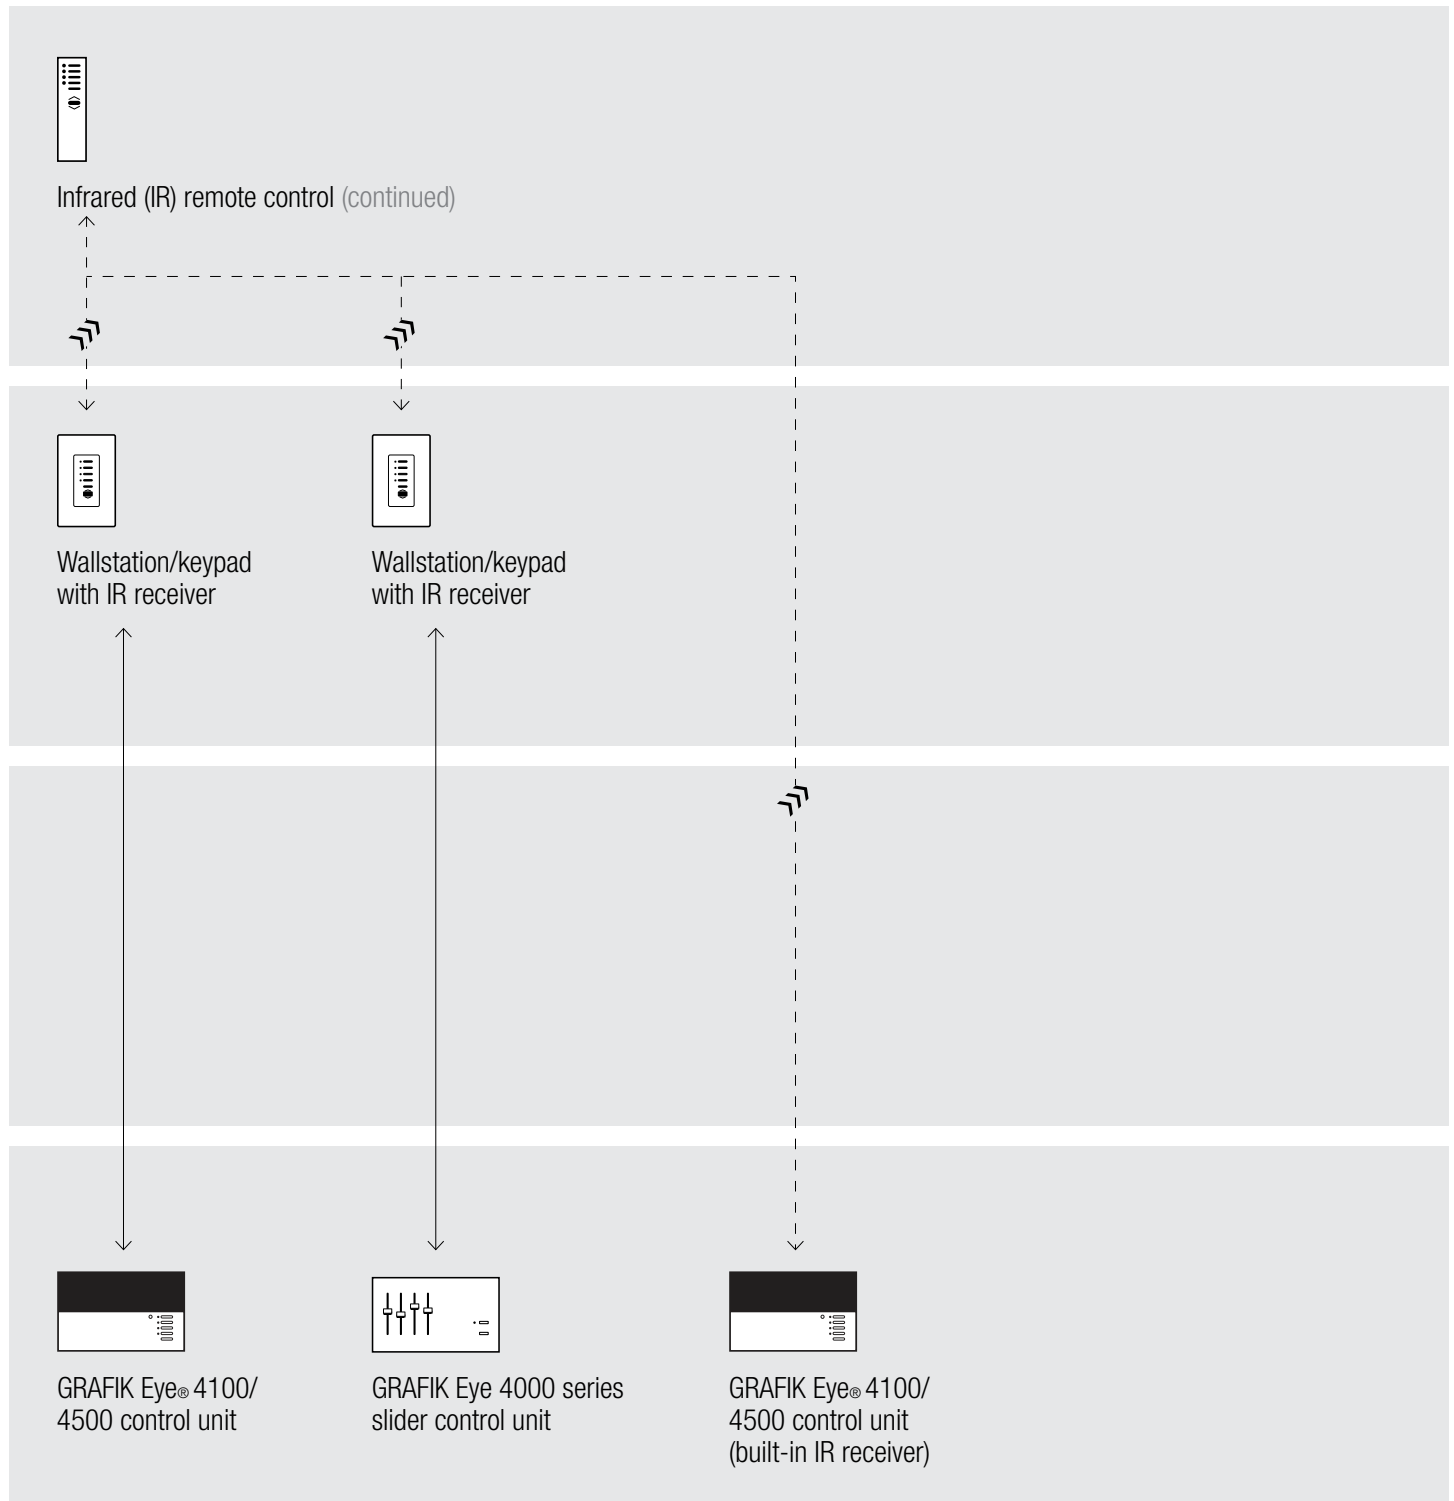 Infrared (IR) remote control (continued)
Wallstation/keypad
with IR receiver
Wallstation/keypad
with IR receiver
GRAFIK Eye® 4100/
4500 control unit
GRAFIK Eye 4000 series
slider control unit
GRAFIK Eye® 4100/
4500 control unit
(built-in IR receiver)